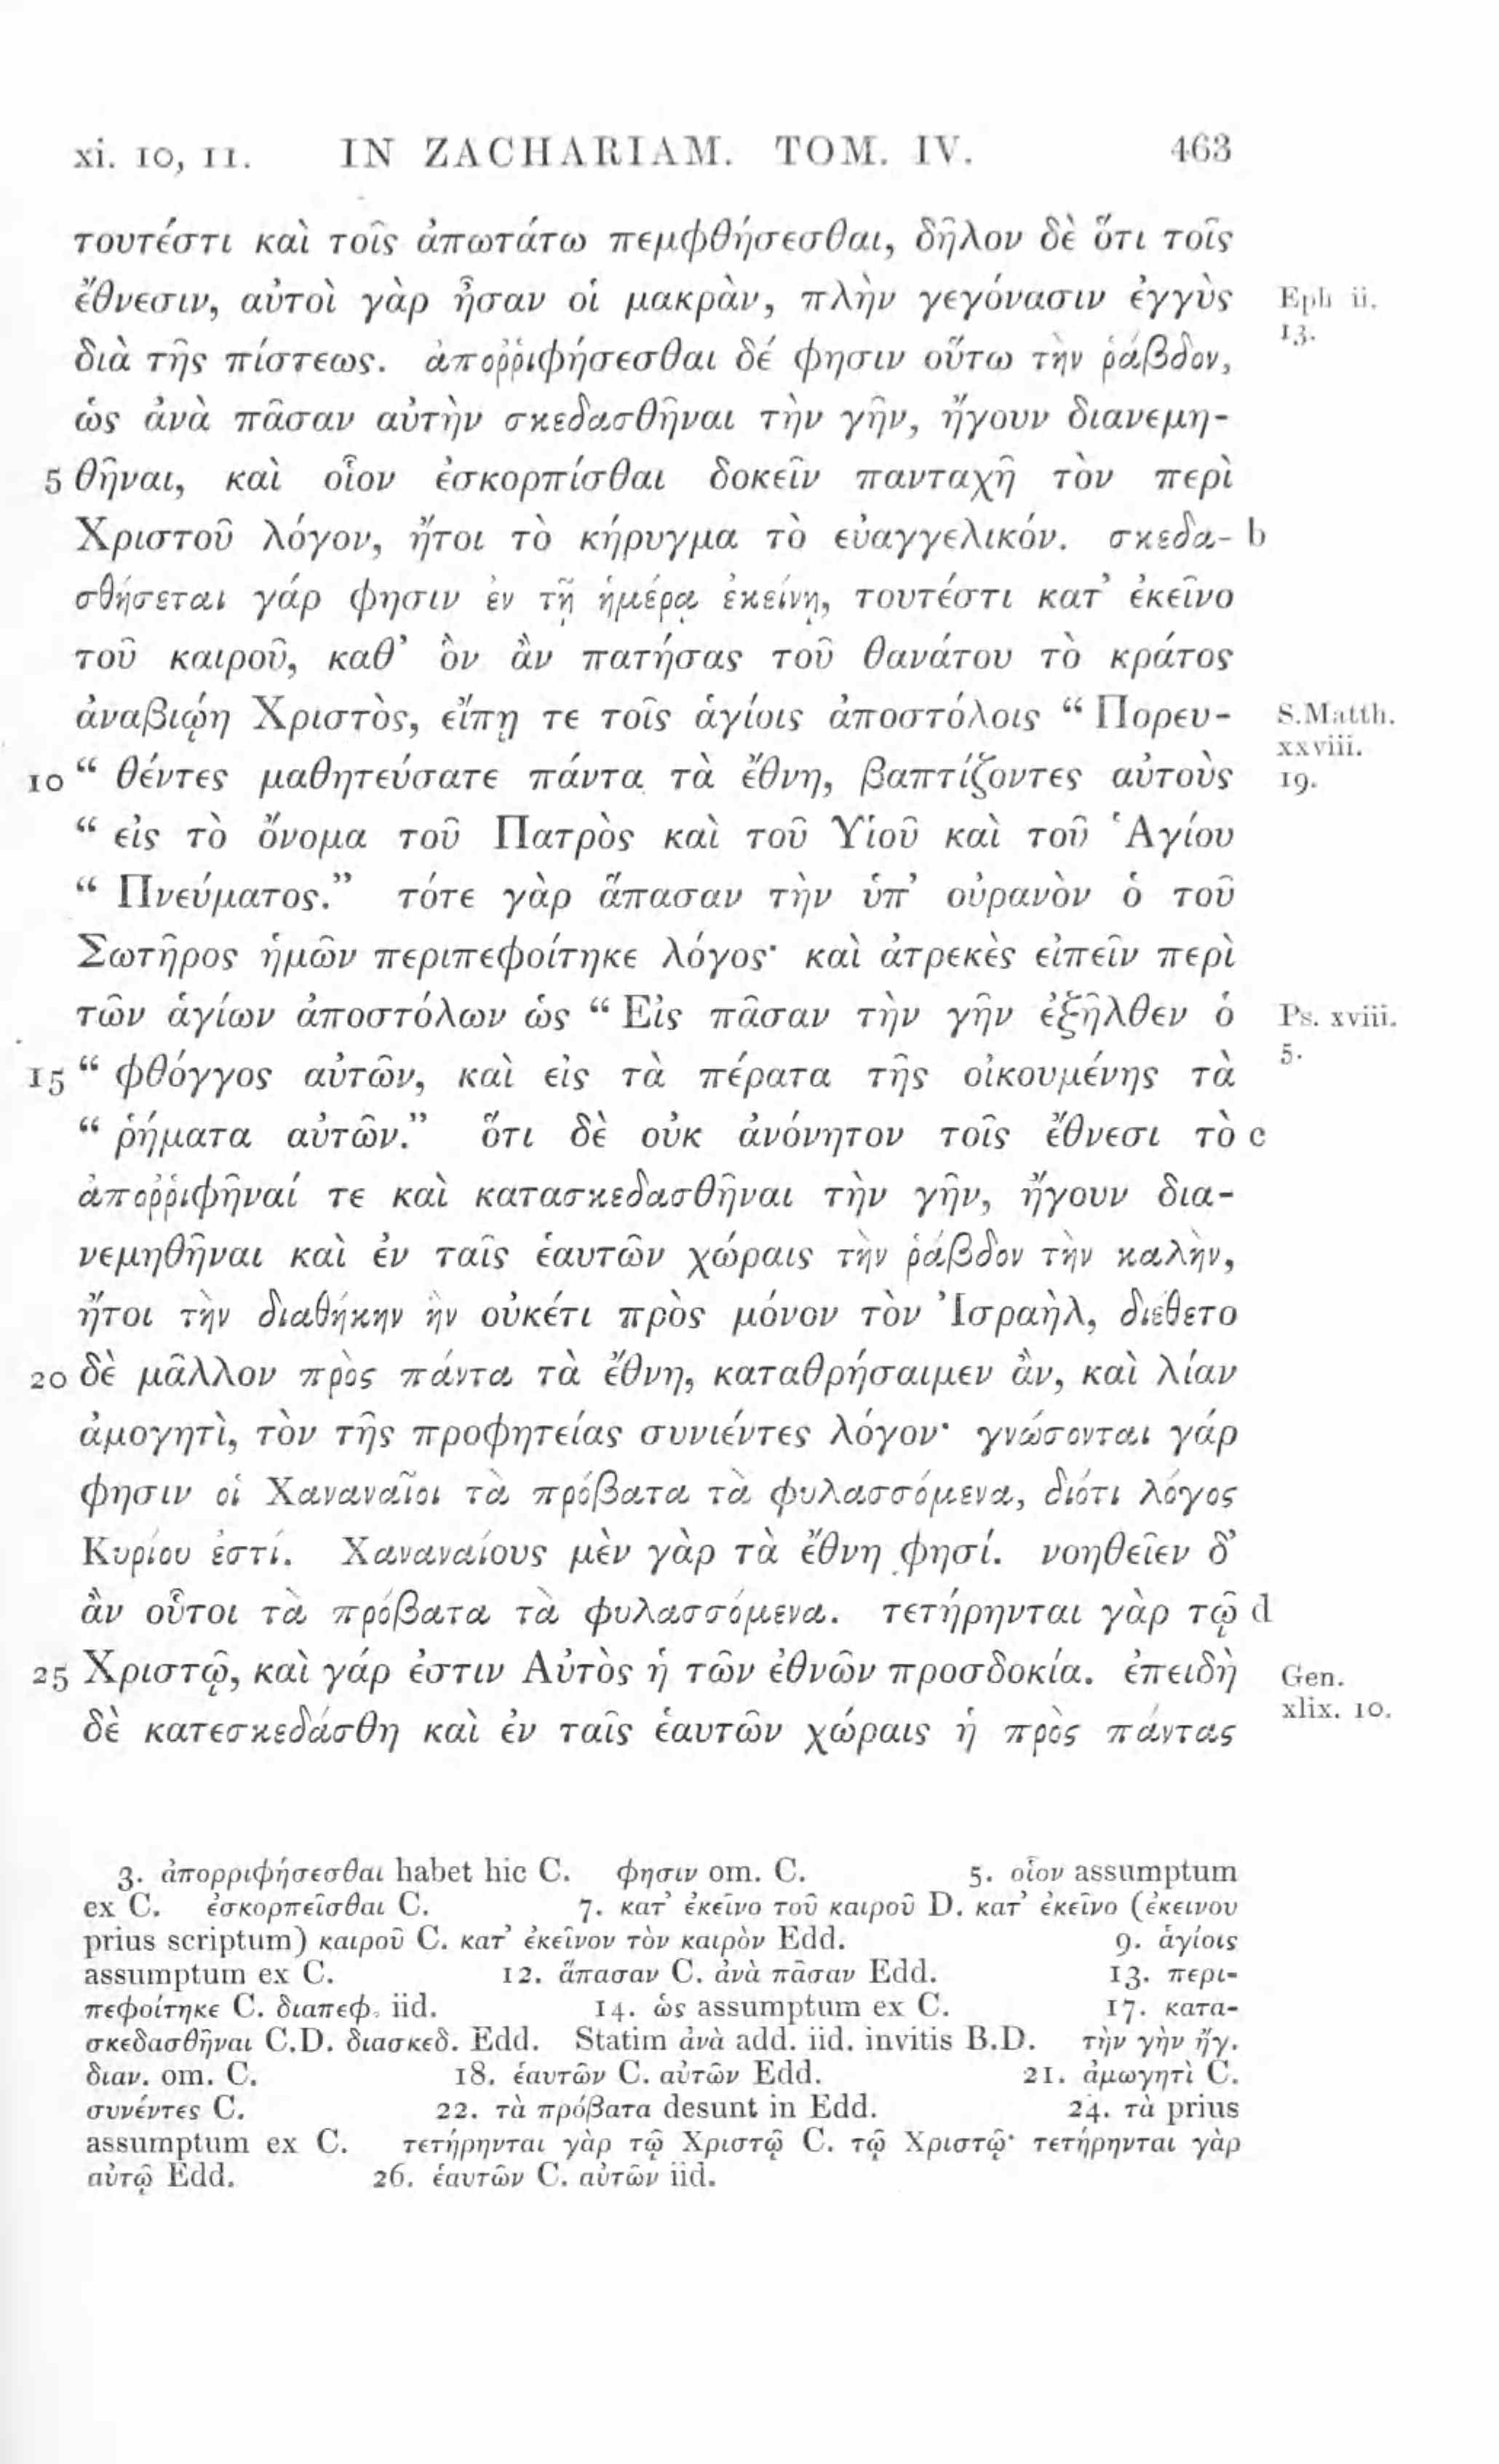 xi. 10, 11. IN ZACHARIAM. TOM. IV. 463
τουτέστι καὶ τοῖς ἀπωτάτω πεμφθήσεσθαι, δῆλον δὲ ὅτι τοῖς
ἔθνεσιν, αὐτοὶ γὰρ ἦσαν οἱ μακρὰν, πλὴν γεγόνασιν ἐγγὺς Eph ii.
13.
διὰ τῆς πίστεως. ἀποῤῥιφήσεσθαι δέ φησιν οὕτω τὴν ῥάβδον,
ὡς ἀνὰ πᾶσαν αὐτὴν σκεδασθῆναι τὴν γῆν, ἤγουν διανεμη-
5 θῆναι, καὶ οἷον ἐσκορπίσθαι δοκεῖν πανταχῆ τὸν περὶ
Χριστοῦ λόγον, ἤτοι τὸ κήρυγμα τὸ εὐαγγελικόν. σκεδα- b
σθήσεται γάρ φησιν ἐν τῇ ἡμέρᾳ ἐκείνῃ, τουτέστι κατ᾽ ἐκεῖνο
τοῦ καιροῦ, καθ᾽ ὃν ἂν πατήσας τοῦ θανάτου τὸ κράτος
ἀναβιῴη Χριστὸς, εἴπῃ τε τοῖς ἁγίοις ἀποστόλοις “ Πορευ- S.Matth.
xxviii.
10 “ θέντες μαθητεύσατε πάντα τὰ ἔθνη, βαπτίζοντες αὐτοὺς 19.
“ εἰς τὸ ὄνομα τοῦ Πατρὸς καὶ τοῦ Υἱοῦ καὶ τοῦ Ἁγίου
“ Πνεύματος.” τότε γὰρ ἅπασαν τὴν ὑπ᾽ οὐρανὸν ὁ τοῦ
Σωτῆρος ἡμῶν περιπεφοίτηκε λόγος· καὶ ἀτρεκὲς εἰπεῖν περὶ
τῶν ἁγίων ἀποστόλων ὡς “ Εἰς πᾶσαν τὴν γῆν ἐξῆλθεν ὁ Ps. xviii.
5.
15 “ φθόγγος αὐτῶν, καὶ εἰς τὰ πέρατα τῆς οἰκουμένης τὰ
“ ῥήματα αὐτῶν.” ὅτι δὲ οὐκ ἀνόνητον τοῖς ἔθνεσι τὸ c
ἀποῤῥιφῆναί τε καὶ κατασκεδασθῆναι τὴν γῆν, ἤγουν δια-
νεμηθῆναι καὶ ἐν ταῖς ἑαυτῶν χώραις τὴν ῥάβδον τὴν καλὴν,
ἤτοι τὴν διαθήκην ἣν οὐκέτι πρὸς μόνον τὸν Ἰσραὴλ, διέθετο
20 δὲ μᾶλλον πρὸς πάντα τὰ ἔθνη, καταθρήσαιμεν ἂν, καὶ λίαν
ἀμογητὶ, τὸν τῆς προφητείας συνιέντες λόγον· γνώσονται γάρ
φησιν οἱ Χαναναῖοι τὰ πρόβατα τὰ φυλασσόμενα, διότι λόγος
Κυρίου ἐστί. Χαναναίους μὲν γὰρ τὰ ἔθνη φησί. νοηθεῖεν δ᾽
ἂν οὗτοι τὰ πρόβατα τὰ φυλασσόμενα. τετήρηνται γὰρ τῷ d
25 Χριστῷ, καὶ γάρ ἐστιν Αὐτὸς ἡ τῶν ἐθνῶν προσδοκία. ἐπειδὴ Gen.
xlix. 10.
δὲ κατεσκεδάσθη καὶ ἐν ταῖς ἑαυτῶν χώραις ἡ πρὸς πάντας
3. ἀπορριφήσεσθαι habet hic C. φησιν om. C. 5. οἷον assumptum
ex C. ἐσκορπεῖσθαι C. 7. κατ᾽ ἐκεῖνο τοῦ καιροῦ D. κατ᾽ ἐκεῖνο (ἐκεινου
prius scriptum) καιροῦ C. κατ᾽ ἐκεῖνον τὸν καιρὸν Edd. 9. ἁγίοις
assumptum ex C. 12. ἅπασαν C. ἀνὰ πᾶσαν Edd. 13. περι-
πεφοίτηκε C. διαπεφ. iid. 14. ὡς assumptum ex C. 17. κατα-
σκεδασθῆναι C.D. διασκεδ. Edd. Statim ἀνὰ add. iid. invitis B.D. τὴν γὴν ἤγ.
διαν. om. C. 18. ἑαυτῶν C. αὐτῶν Edd. 21. ἀμωγητὶ C.
συνέντες C. 22. τὰ πρόβατα desunt in Edd. 24. τὰ prius
assumptum ex C. τετήρηνται γὰρ τῷ Χριστῷ C. τῷ Χριστῷ· τετήρηνται γὰρ
αὐτῷ Edd. 26. ἑαυτῶν C. αὐτῶν iid.